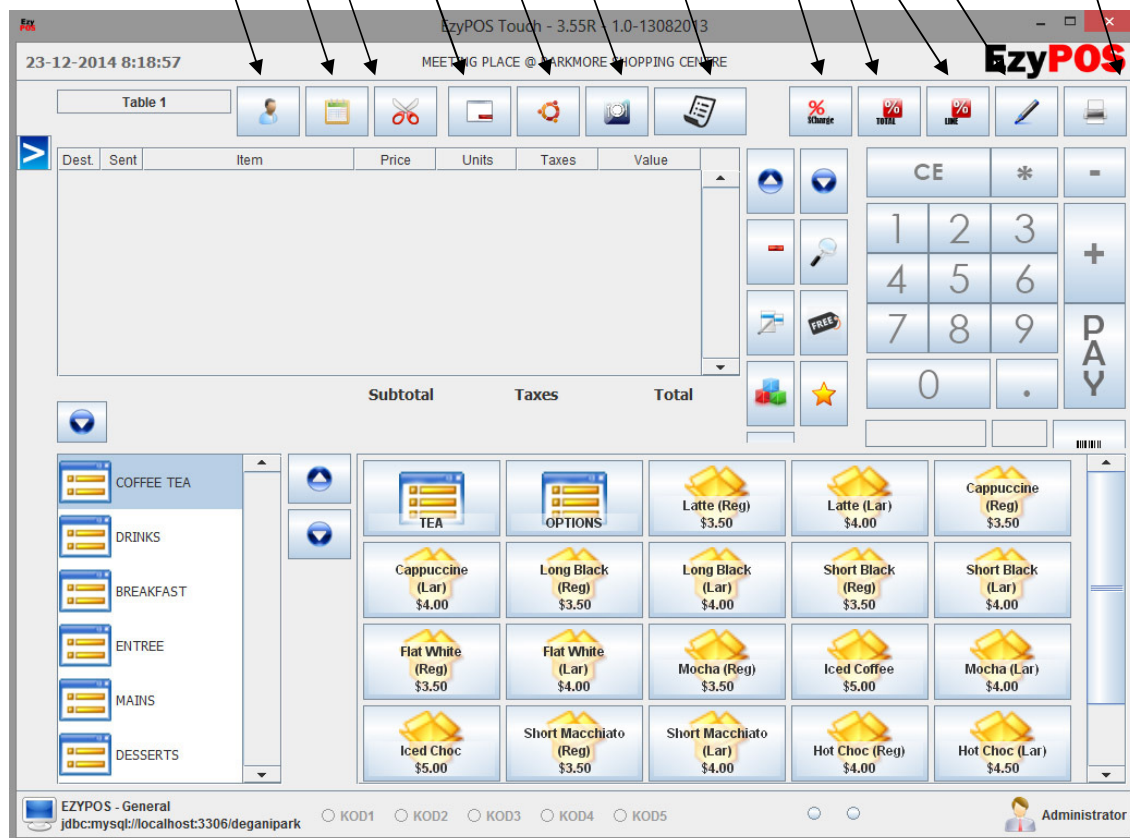 Ezy
POS
EzyPOS Touch - 3.55R - 1.0-13082013
23-12-2014 8:18:57
MEETING PLACE @ PARKMORE SHOPPING CENTRE
EzyPOS
Table 1
%
SCharge
%
TOTAL
%
LINE
>
Dest. Sent Item Price Units Taxes Value
CE * -
1 2 3 +
4 5 6
FREE
7 8 9 PAY
0 .
Subtotal Taxes Total
COFFEE TEA
DRINKS
BREAKFAST
ENTREE
MAINS
DESSERTS
TEA
OPTIONS
Latte (Reg)
$3.50
Latte (Lar)
$4.00
Cappuccine
(Reg)
$3.50
Cappuccine
(Lar)
$4.00
Long Black
(Reg)
$3.50
Long Black
(Lar)
$4.00
Short Black
(Reg)
$3.50
Short Black
(Lar)
$4.00
Flat White
(Reg)
$3.50
Flat White
(Lar)
$4.00
Mocha (Reg)
$3.50
Iced Coffee
$5.00
Mocha (Lar)
$4.00
Iced Choc
$5.00
Short Macchiato
(Reg)
$3.50
Short Macchiato
(Lar)
$4.00
Hot Choc (Reg)
$4.00
Hot Choc (Lar)
$4.50
EZYPOS - General
jdbc:mysql://localhost:3306/deganipark
KOD1 KOD2 KOD3 KOD4 KOD5
Administrator